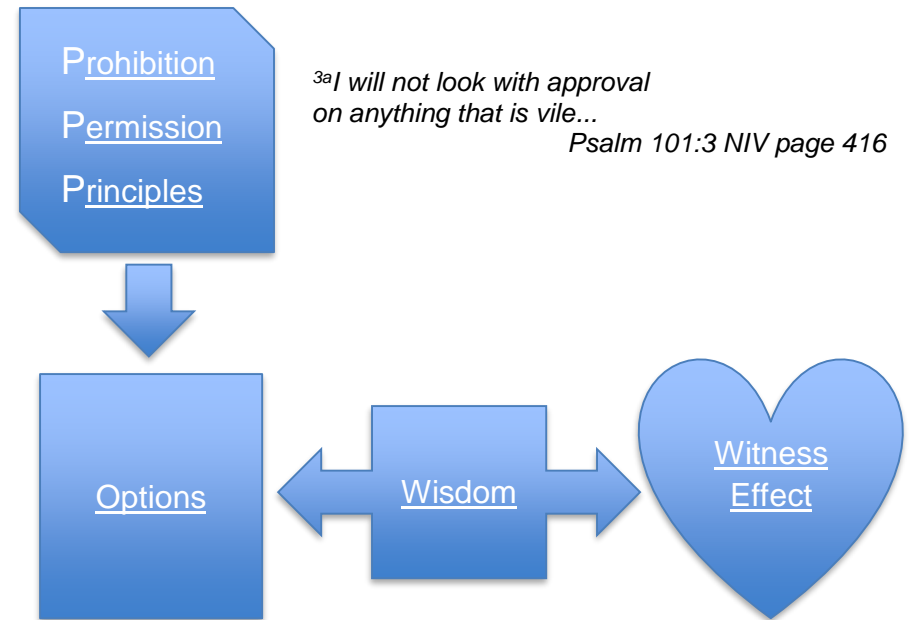 Prohibition
Permission
Principles
3aI will not look with approval
on anything that is vile...
Psalm 101:3 NIV page 416
Options
Wisdom
Witness
Effect